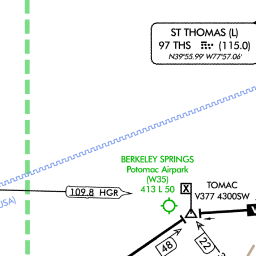 ST THOMAS (L)
97 THS (115.0)
N39°55.99' W77°57.06'
BERKELEY SPRINGS
Potomac Airpark
(W35)
413 L 50
X
TOMAC
V377 4300SW
109.8 HGR
USA)
48
22